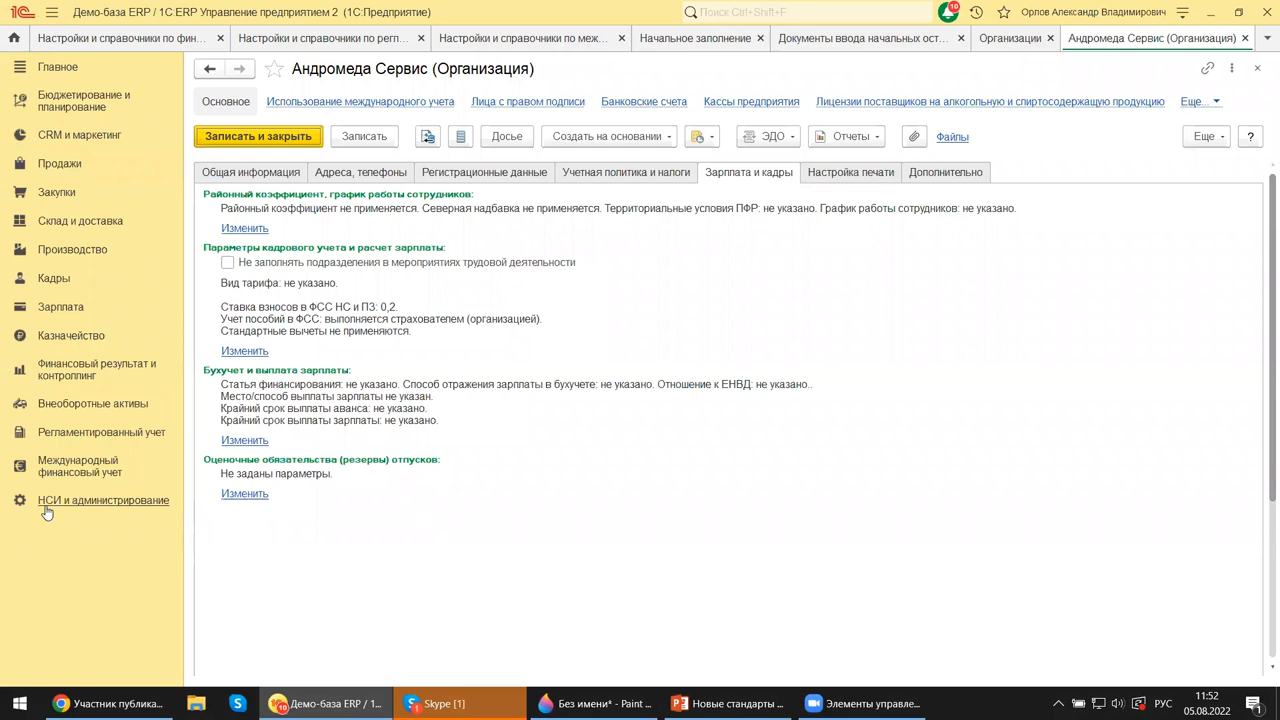 Демо-база ERP / 1С:ERP Управление предприятием 2 (1С:Предприятие)
Поиск Ctrl+Shift+F
10
Орлов Александр Владимирович
Настройки и справочники по фин...
Настройки и справочники по регл...
Настройки и справочники по меж...
Начальное заполнение
Документы ввода начальных ост...
Организации
Андромеда Сервис (Организация)
Главное
Бюджетирование и
планирование
CRM и маркетинг
Продажи
Закупки
Склад и доставка
Производство
Кадры
Зарплата
Казначейство
Финансовый результат и
контроллинг
Внеоборотные активы
Регламентированный учет
Международный
финансовый учет
НСИ и администрирование
Андромеда Сервис (Организация)
Основное
Использование международного учета
Лица с правом подписи
Банковские счета
Кассы предприятия
Лицензии поставщиков на алкогольную и спиртосодержащую продукцию
Еще...
Записать и закрыть
Записать
Досье
Создать на основании
ЭДО
Отчеты
Файлы
Еще
?
Общая информация
Адреса, телефоны
Регистрационные данные
Учетная политика и налоги
Зарплата и кадры
Настройка печати
Дополнительно
Районный коэффициент, график работы сотрудников:
Районный коэффициент не применяется. Северная надбавка не применяется. Территориальные условия ПФР: не указано. График работы сотрудников: не указано.
Изменить
Параметры кадрового учета и расчет зарплаты:
Не заполнять подразделения в мероприятиях трудовой деятельности
Вид тарифа: не указано.
Ставка взносов в ФСС НС и ПЗ: 0,2.
Учет пособий в ФСС: выполняется страхователем (организацией).
Стандартные вычеты не применяются.
Изменить
Бухучет и выплата зарплаты:
Статья финансирования: не указано. Способ отражения зарплаты в бухучете: не указано. Отношение к ЕНВД: не указано..
Место/способ выплаты зарплаты не указан.
Крайний срок выплаты аванса: не указано.
Крайний срок выплаты зарплаты: не указано.
Изменить
Оценочные обязательства (резервы) отпусков:
Не заданы параметры.
Изменить
Участник публика...
10
Демо-база ERP / 1...
1
Skype [1]
Без имени* - Paint ...
Новые стандарты ...
Элементы управле...
РУС
11:52
05.08.2022